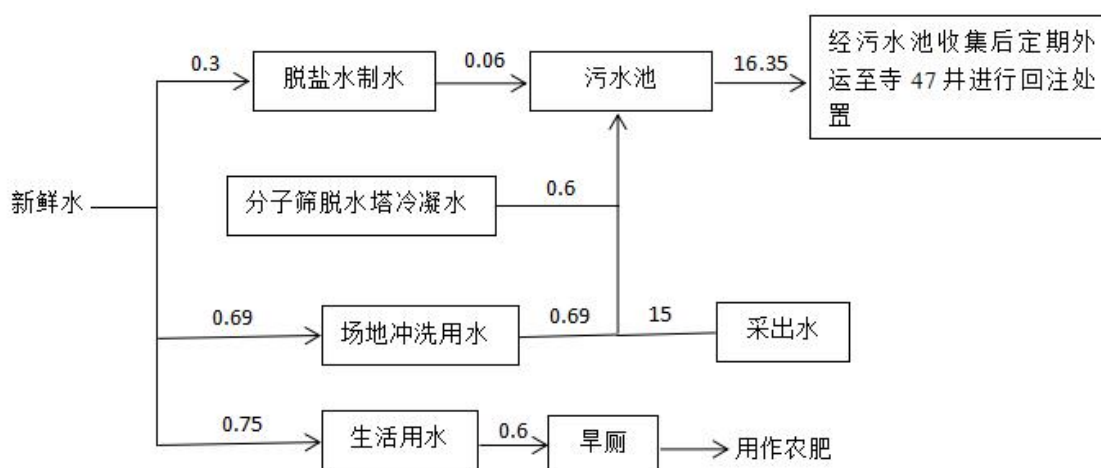 0.3
脱盐水制水
0.06
污水池
16.35
经污水池收集后定期外
运至寺 47 井进行回注处
置
新鲜水
分子筛脱水塔冷凝水
0.6
0.69
场地冲洗用水
0.69
15
采出水
0.75
生活用水
0.6
旱厕
用作农肥